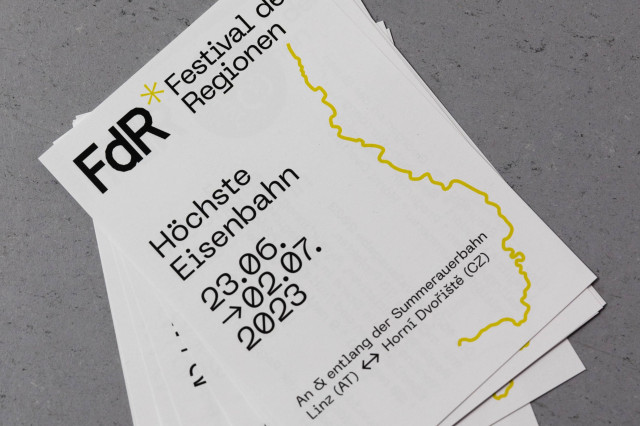 FdR*
Festival de
Regionen
Höchste
Eisenbahn
23.06.
→02.07.
2023
An & entlang der Summerauerbahn
Linz (AT) ↔ Horní Dvořiště (CZ)